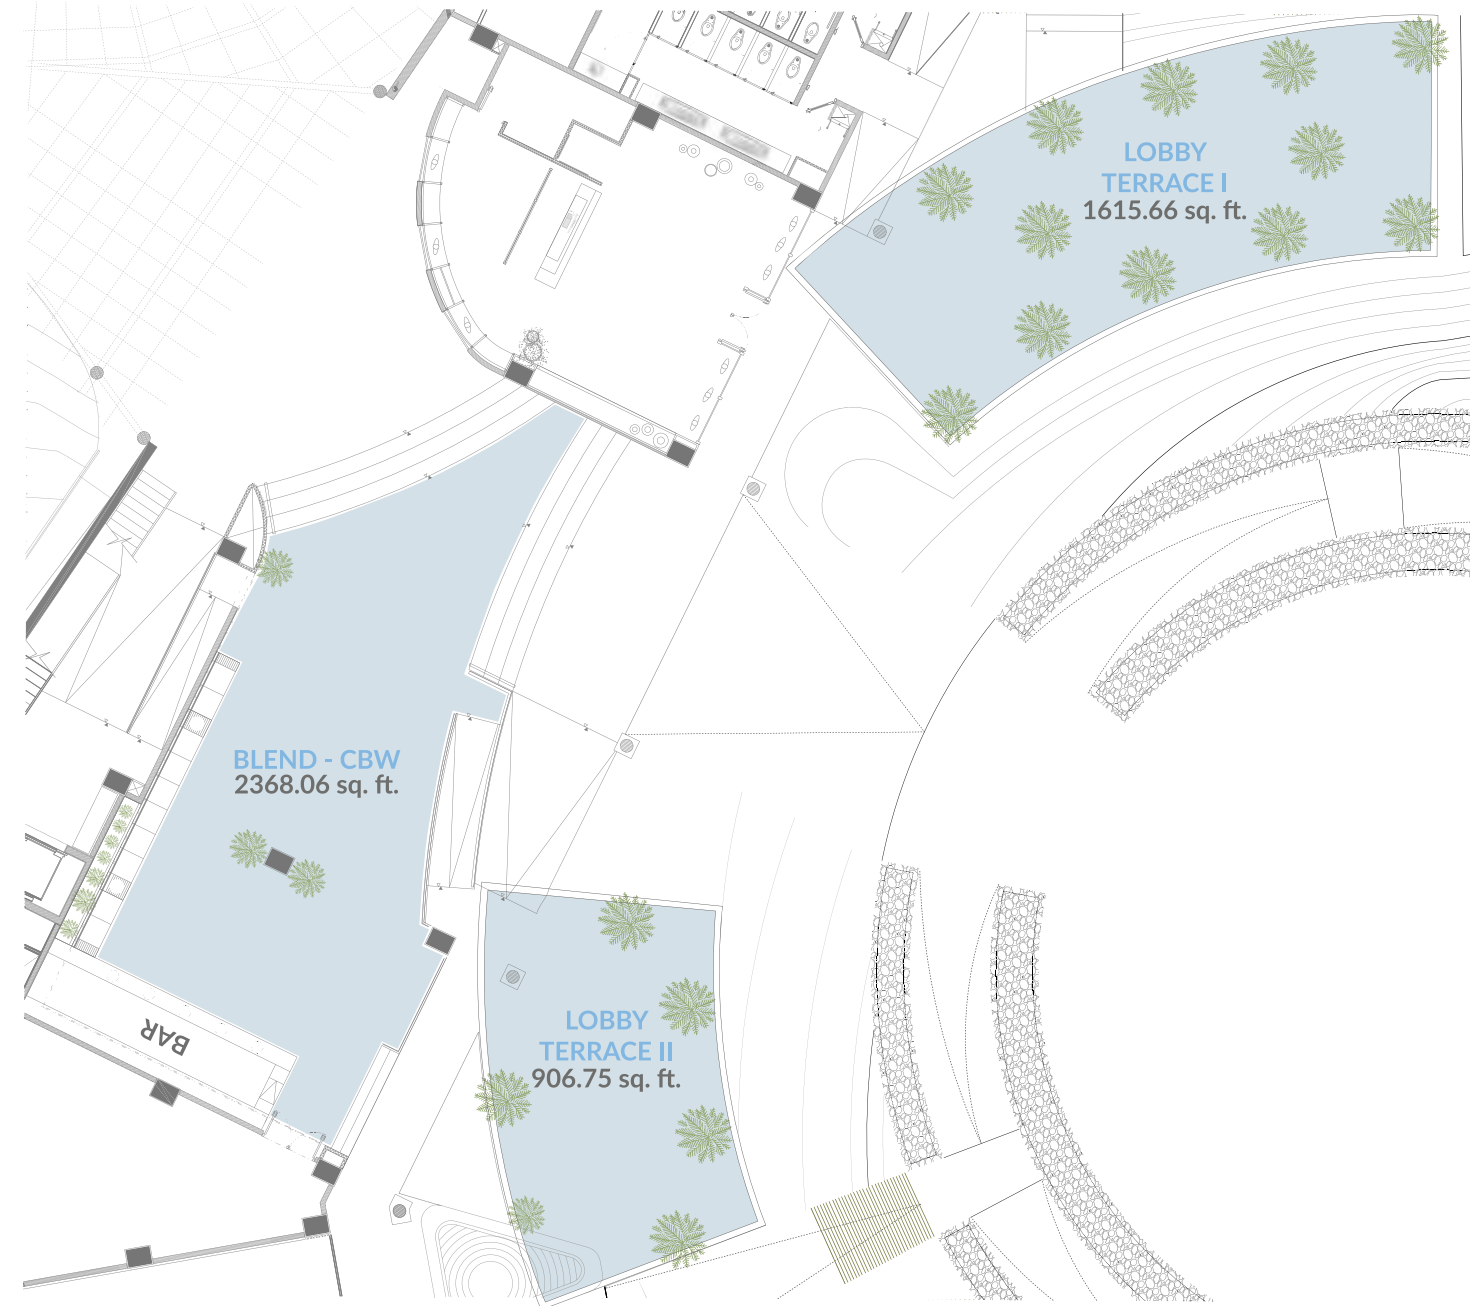 LOBBY
TERRACE I
1615.66 sq. ft.
BLEND - CBW
2368.06 sq. ft.
LOBBY
TERRACE II
906.75 sq. ft.
BAR